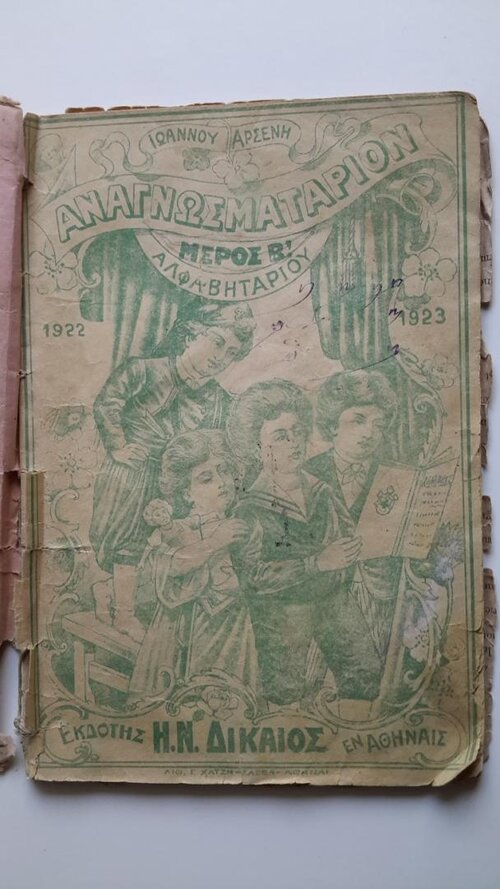 ΙΩΑΝΝΟΥ ΑΡΣΕΝΗ
ΑΝΑΓΝΩΣΜΑΤΑΡΙΟΝ
ΜΕΡΟΣ Β!
ΑΛΦΑΒΗΤΑΡΙΟΥ
1922 1923
ΕΚΔΟΤΗΣ Η.Ν. ΔΙΚΑΙΟΣ ΕΝ ΑΘΗΝΑΙΣ